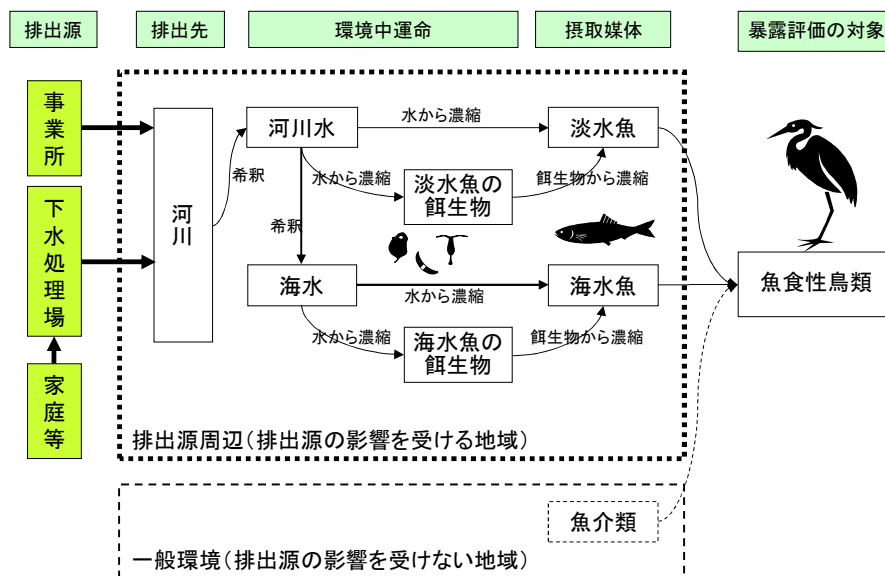 排出源
排出先
環境中運命
摂取媒体
暴露評価の対象
事業所
下水処理場
家庭等
河川
希釈
河川水
水から濃縮
淡水魚
水から濃縮
淡水魚の
餌生物
餌生物から濃縮
希釈
海水
水から濃縮
海水魚
水から濃縮
海水魚の
餌生物
餌生物から濃縮
魚食性鳥類
排出源周辺(排出源の影響を受ける地域)
魚介類
一般環境(排出源の影響を受けない地域)